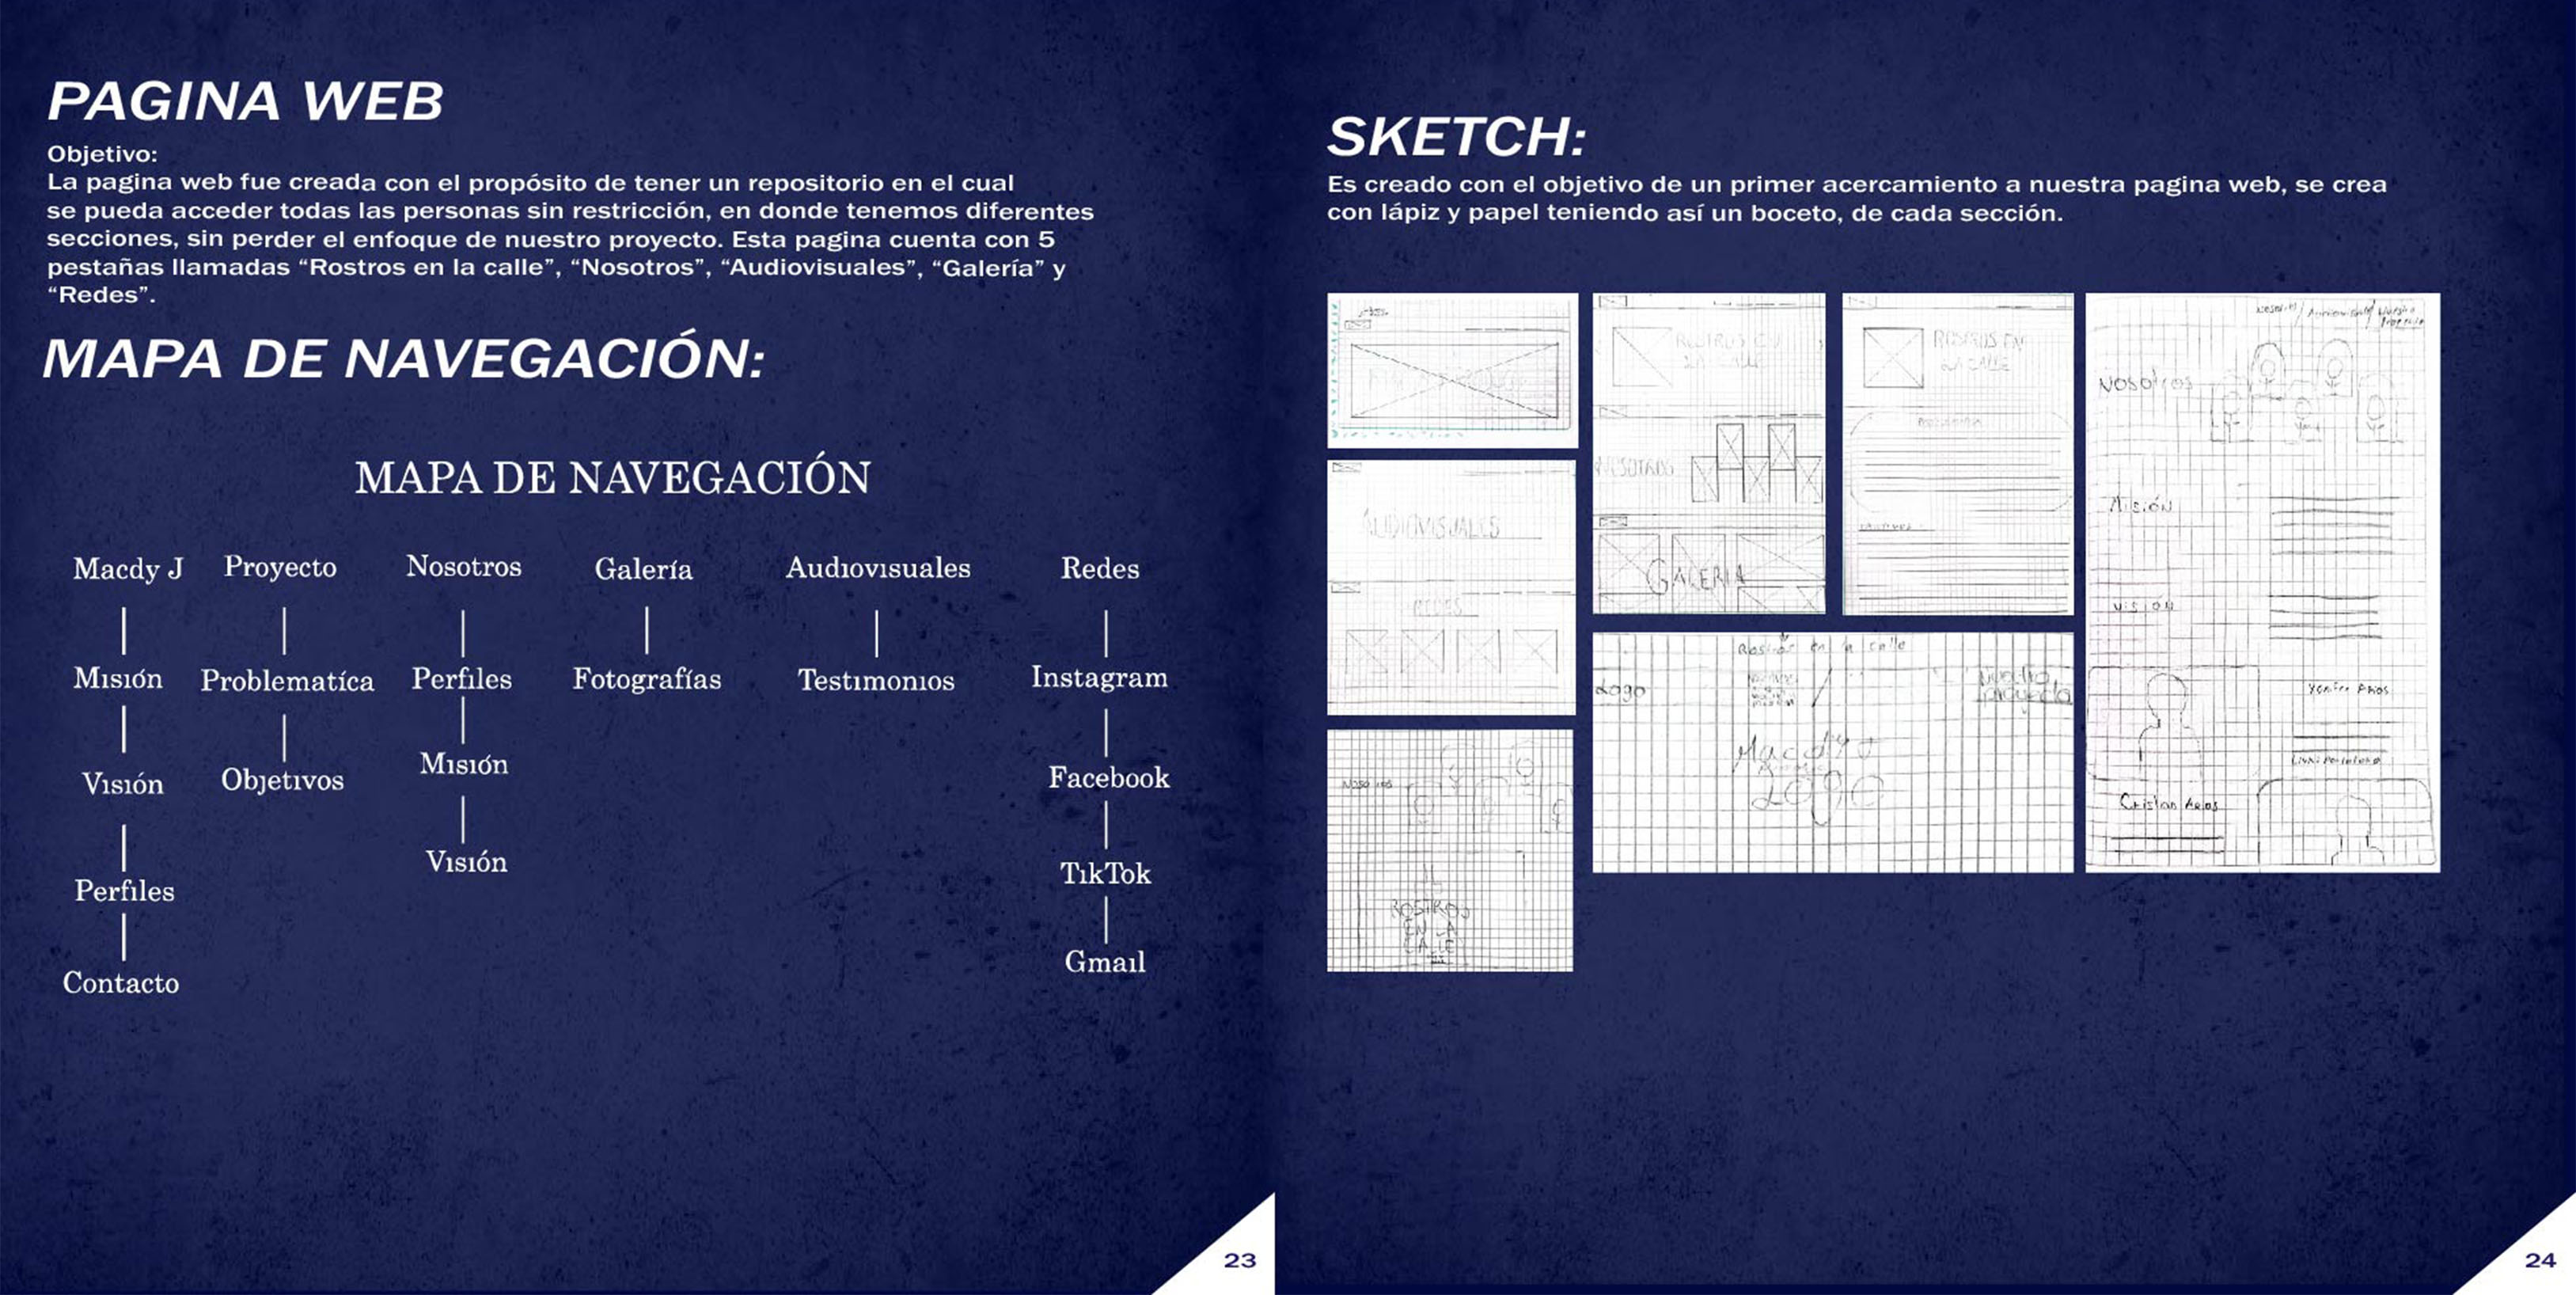 PAGINA WEB
Objetivo:
La pagina web fue creada con el propósito de tener un repositorio en el cual
se pueda acceder todas las personas sin restricción, en donde tenemos diferentes
secciones, sin perder el enfoque de nuestro proyecto. Esta pagina cuenta con 5
pestañas llamadas “Rostros en la calle”, “Nosotros”, “Audiovisuales”, “Galería” y
“Redes”.
MAPA DE NAVEGACIÓN:
MAPA DE NAVEGACIÓN
Macdy J
Misión
Visión
Perfiles
Contacto
Proyecto
Problematíca
Objetivos
Nosotros
Perfiles
Misión
Visión
Galería
Fotografías
Audiovisuales
Testimonios
Redes
Instagram
Facebook
TikTok
Gmail
23
SKETCH:
Es creado con el objetivo de un primer acercamiento a nuestra pagina web, se crea
con lápiz y papel teniendo así un boceto, de cada sección.
ROSTROS EN
LA CALLE
NOSOTROS
GALERIA
ROSTROS EN
LA CALLE
AUDIOVISUALES
REDES
Nosotros
ROSTROS
EN LA
CALLE
Rostros en la calle
Logo
Nuestro
proyecto
Macdy J
Logo
Nosotros
Misión
Visión
Cristan Arias
24